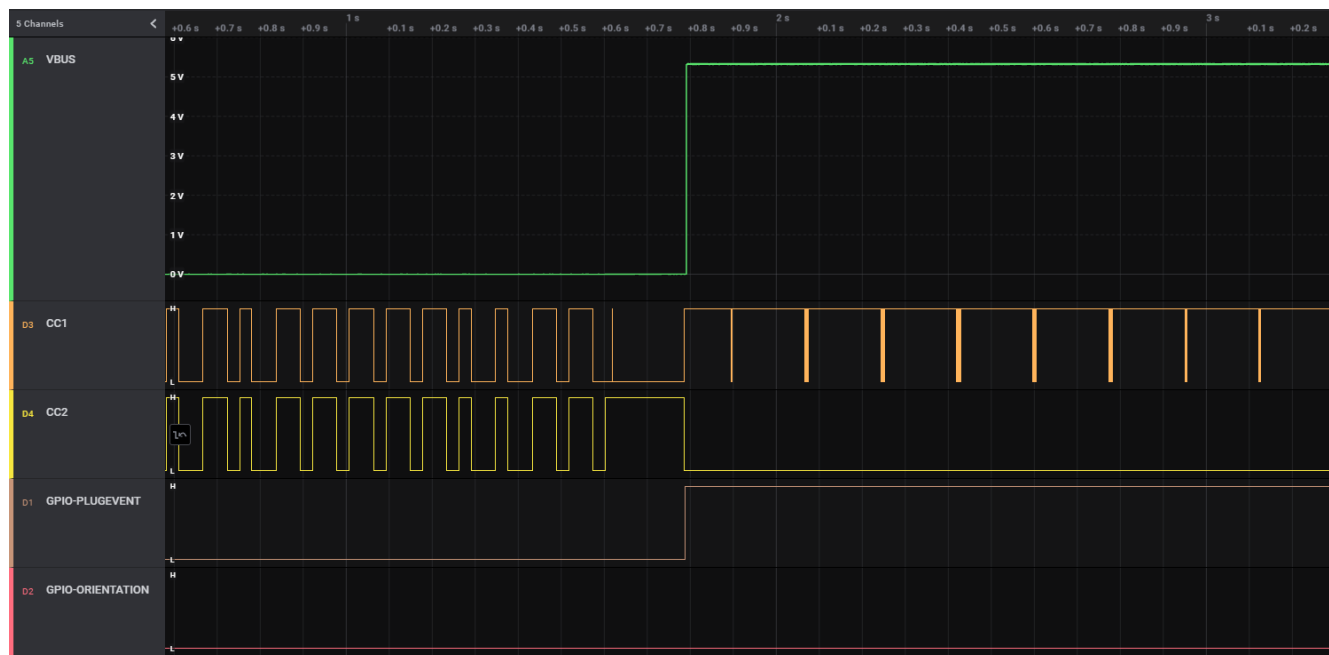 5 Channels
1 s
2 s
3 s
+0.6 s +0.7 s +0.8 s +0.9 s +0.1 s +0.2 s +0.3 s +0.4 s +0.5 s +0.6 s +0.7 s +0.8 s +0.9 s +0.1 s +0.2 s +0.3 s +0.4 s +0.5 s +0.6 s +0.7 s +0.8 s +0.9 s +0.1 s +0.2 s
6 V
A5 VBUS
5 V
4 V
3 V
2 V
1 V
0 V
H
D3 CC1
L
H
D4 CC2
L
H
D1 GPIO-PLUGEVENT
L
H
D2 GPIO-ORIENTATION
L